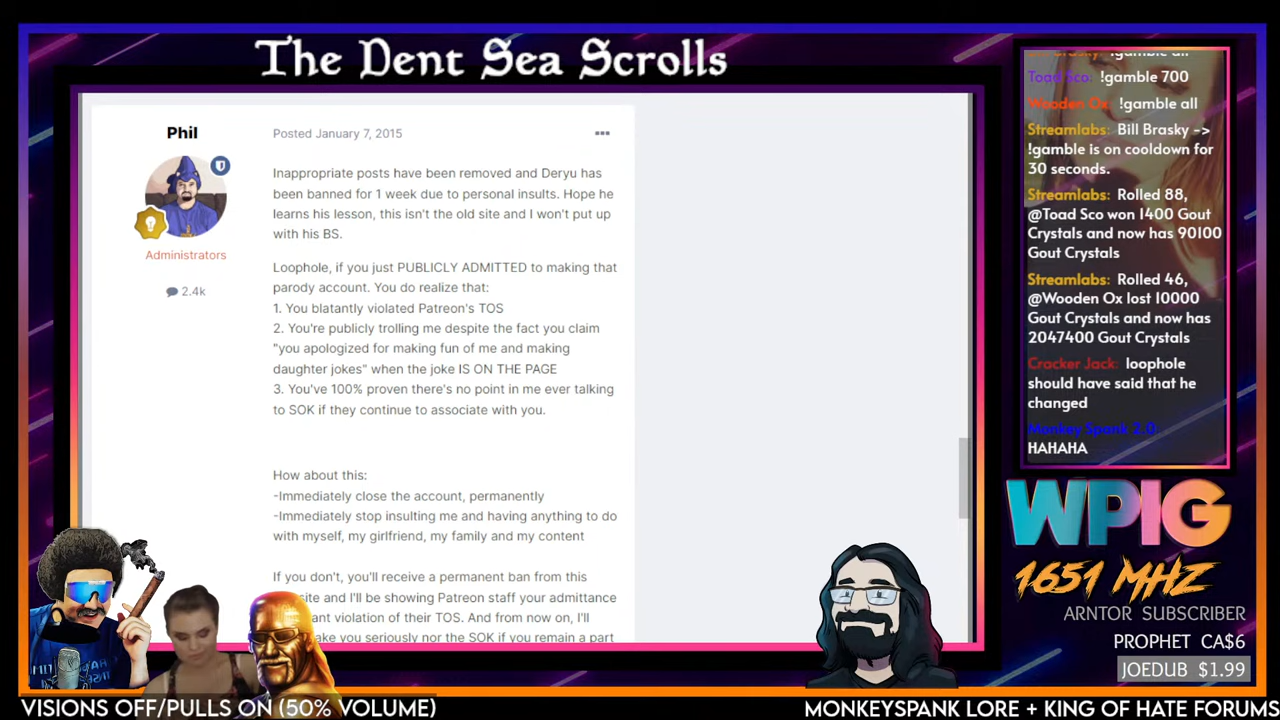 The Dent Sea Scrolls
Phil
Administrators
2.4k
Posted January 7, 2015
Inappropriate posts have been removed and Deryu has
been banned for 1 week due to personal insults. Hope he
learns his lesson, this isn't the old site and I won't put up
with his BS.
Loophole, if you just PUBLICLY ADMITTED to making that
parody account. You do realize that:
1. You blatantly violated Patreon's TOS
2. You're publicly trolling me despite the fact you claim
"you apologized for making fun of me and making
daughter jokes" when the joke IS ON THE PAGE
3. You've 100% proven there's no point in me ever talking
to SOK if they continue to associate with you.
How about this:
-Immediately close the account, permanently
-Immediately stop insulting me and having anything to do
with myself, my girlfriend, my family and my content
If you don't, you'll receive a permanent ban from this
site and I'll be showing Patreon staff your admittance
violation of their TOS. And from now on, I'll
you seriously nor the SOK if you remain a part
Brasky: !gamble all
Toad Sco: !gamble 700
Wooden Ox: !gamble all
Streamlabs: Bill Brasky ->
!gamble is on cooldown for
30 seconds.
Streamlabs: Rolled 88,
@Toad Sco won 1400 Gout
Crystals and now has 90100
Gout Crystals
Streamlabs: Rolled 46,
@Wooden Ox lost 10000
Gout Crystals and now has
2047400 Gout Crystals
Cracker Jack: loophole
should have said that he
changed
Monkey Spank 2.0:
HAHAHA
WPIG
1651 MHZ
ARNTOR SUBSCRIBER
PROPHET CA$6
JOEDUB $1.99
VISIONS OFF/PULLS ON (50% VOLUME)
MONKEYSPANK LORE + KING OF HATE FORUMS